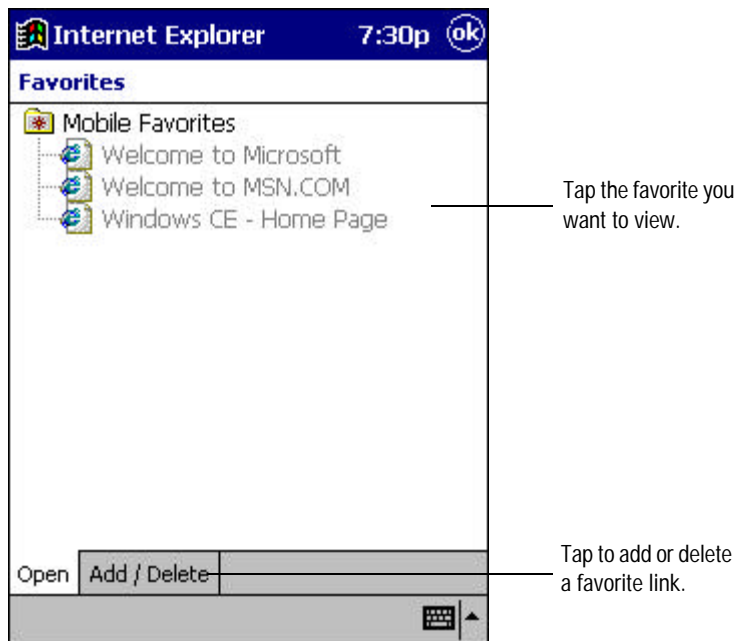 Internet Explorer 7:30p ok
Favorites
Mobile Favorites
Welcome to Microsoft
Welcome to MSN.COM
Windows CE - Home Page
Tap the favorite you
want to view.
Open Add / Delete
Tap to add or delete
a favorite link.